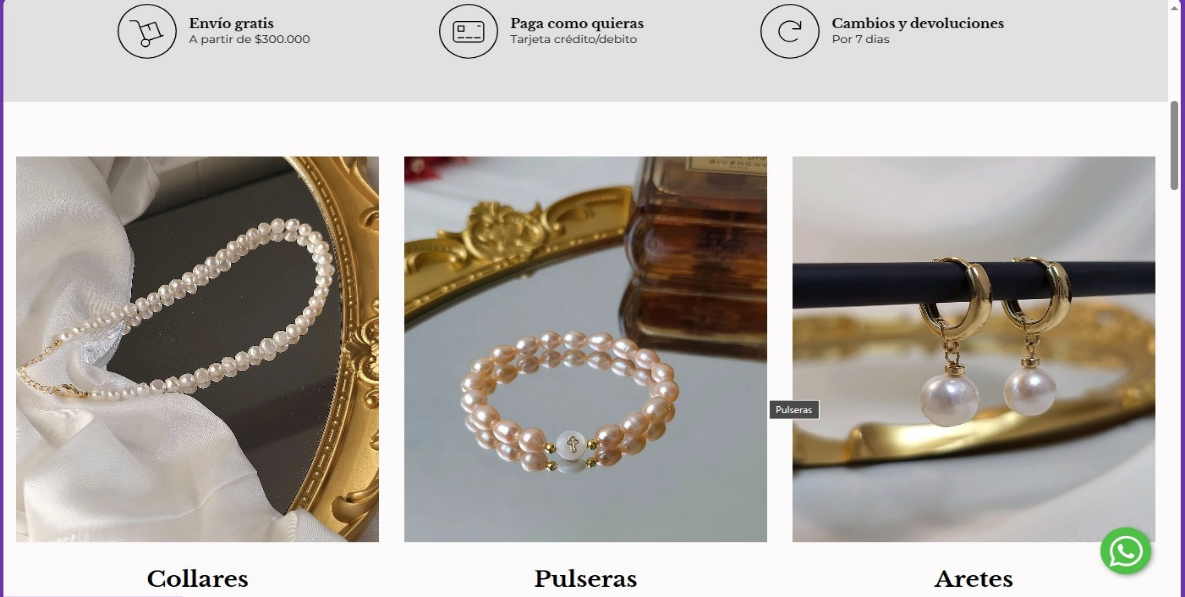 Envío gratis
A partir de $300.000
Paga como quieras
Tarjeta crédito/debito
Cambios y devoluciones
Por 7 dias
GIVENCHY
Pulseras
Collares
Pulseras
Aretes